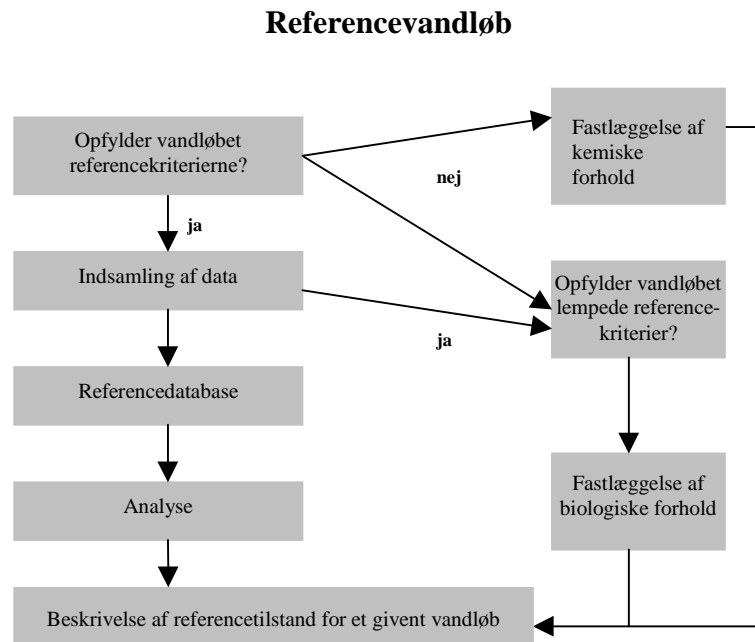 Referencevandløb
Opfylder vandløbet
referencekriterierne?
Fastlæggelse af
kemiske
forhold
nej
ja
Indsamling af data
Opfylder vandløbet
lempede reference-
kriterier?
ja
Referencedatabase
Analyse
Fastlæggelse af
biologiske forhold
Beskrivelse af referencetilstand for et givent vandløb